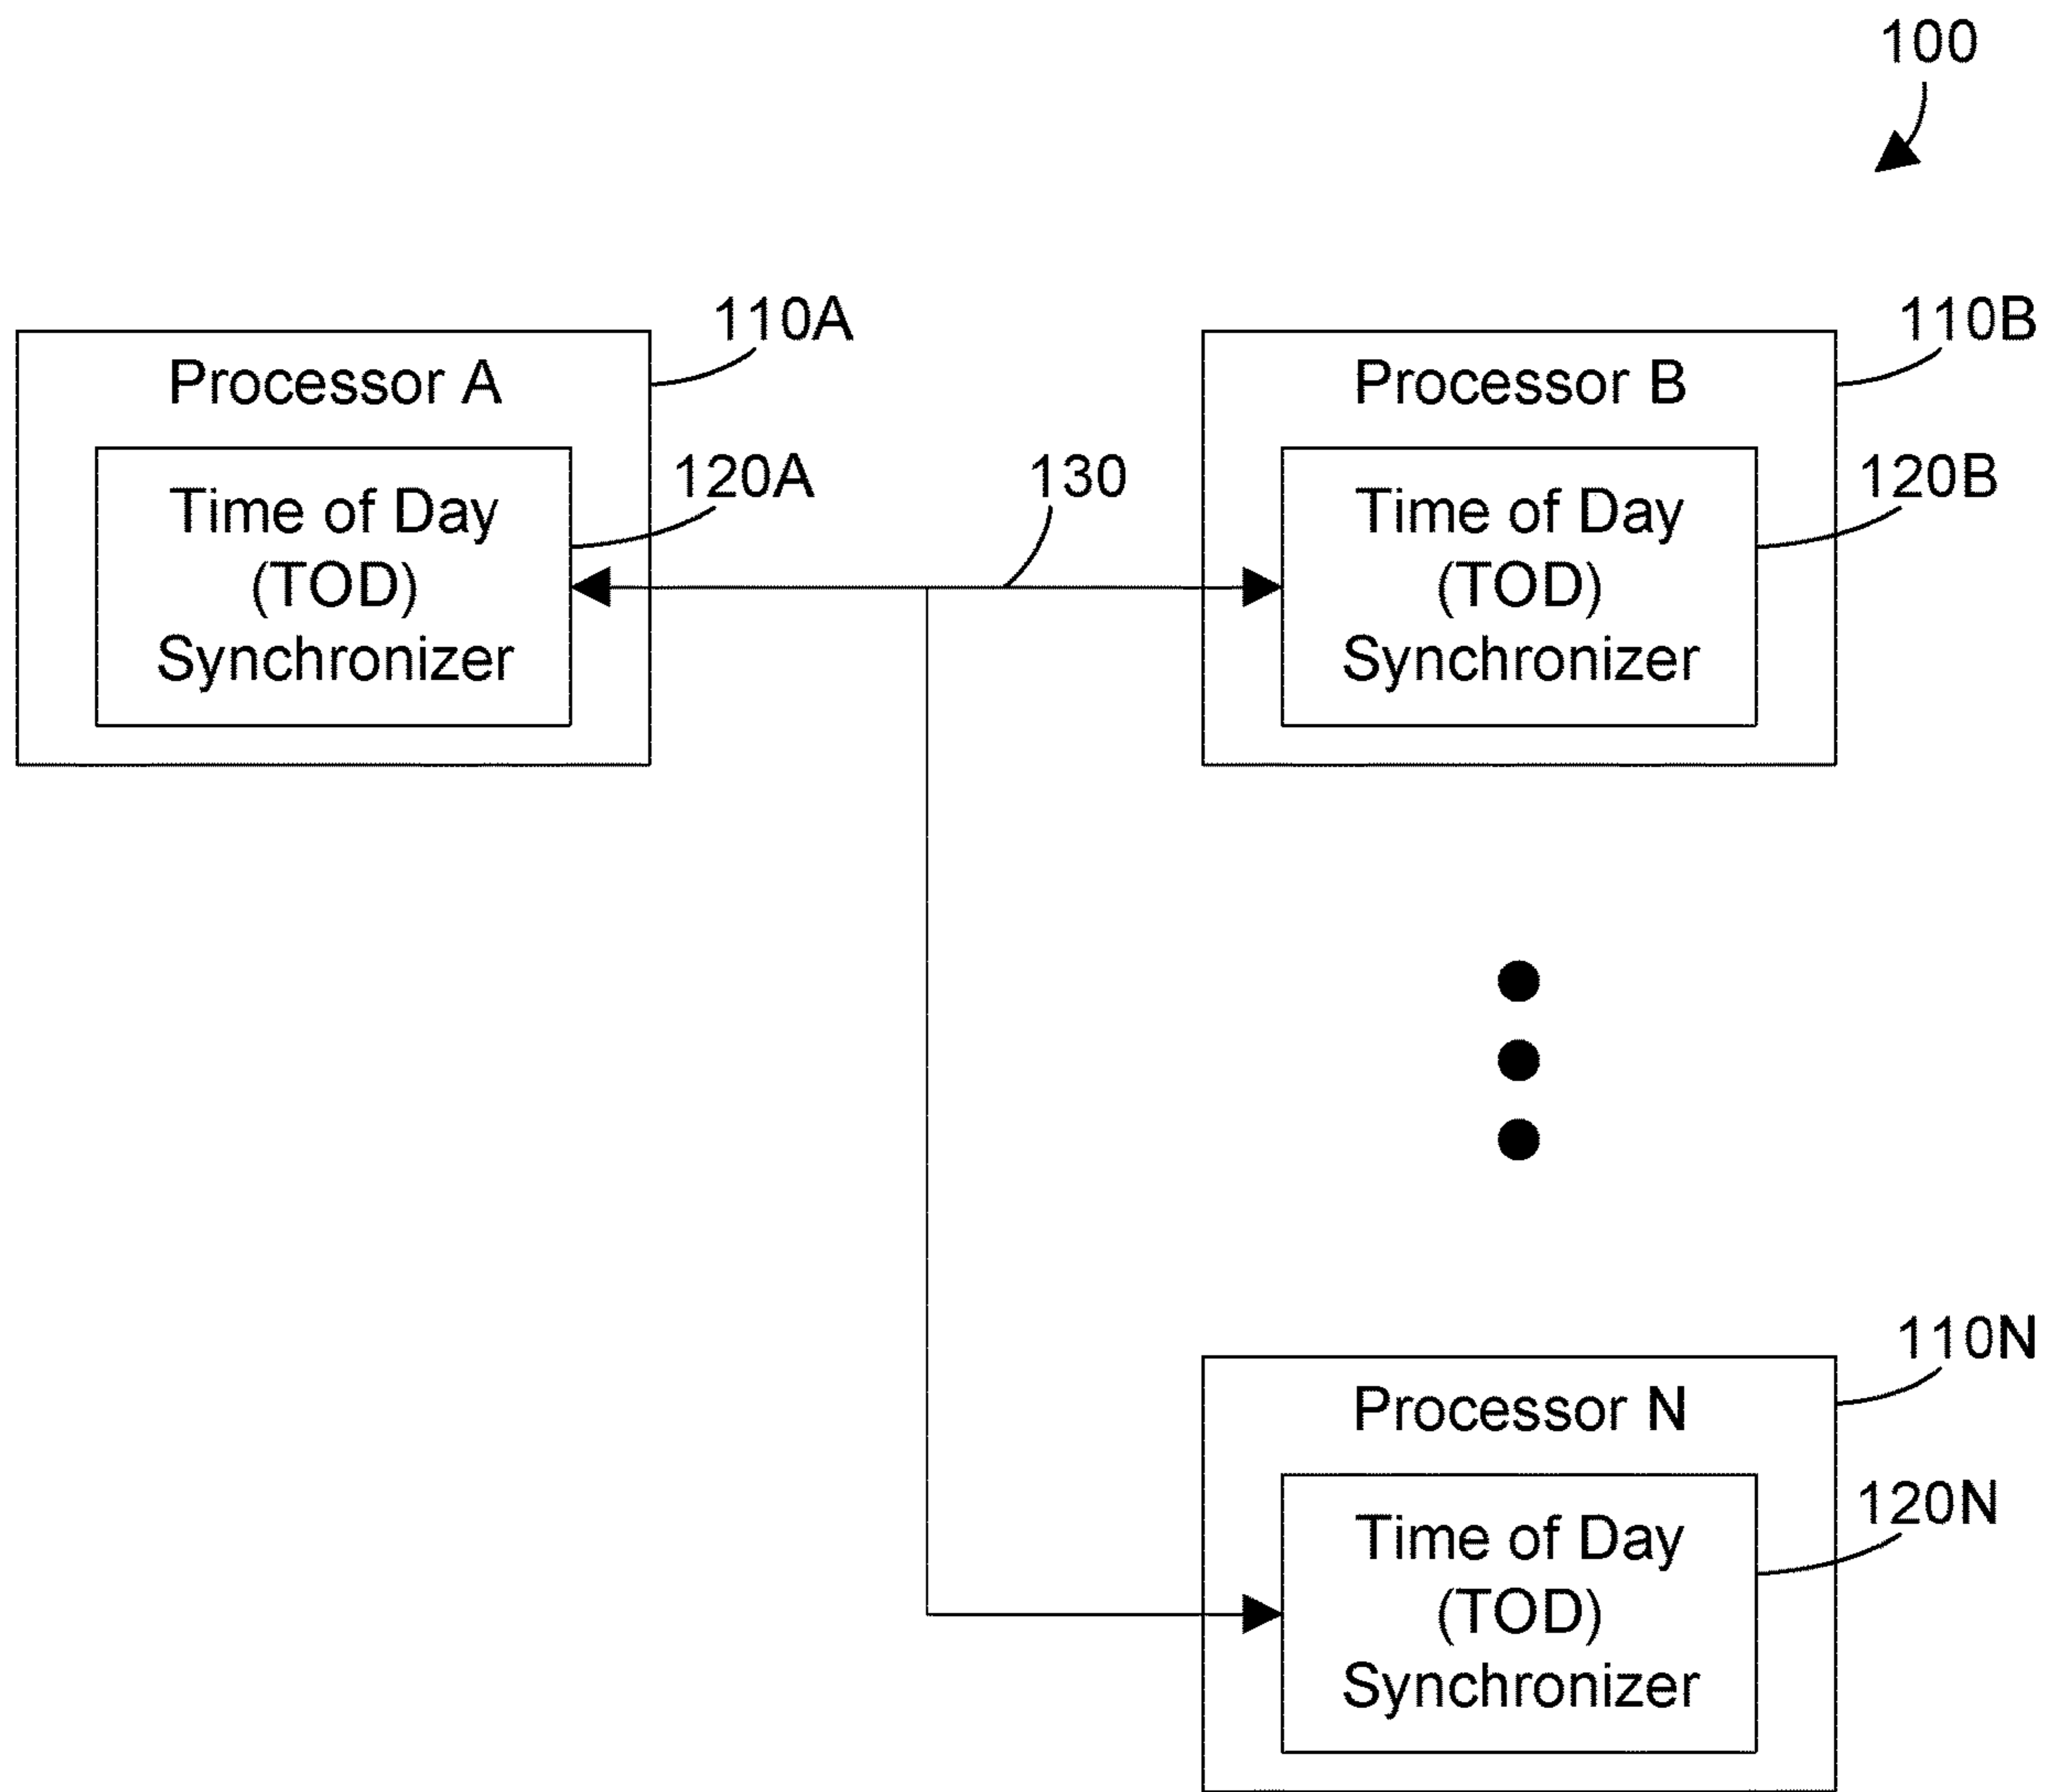 100
110A
110B
Processor A
Processor B
120A
130
120B
Time of Day
(TOD)
Synchronizer
Time of Day
(TOD)
Synchronizer
110N
Processor N
120N
Time of Day
(TOD)
Synchronizer